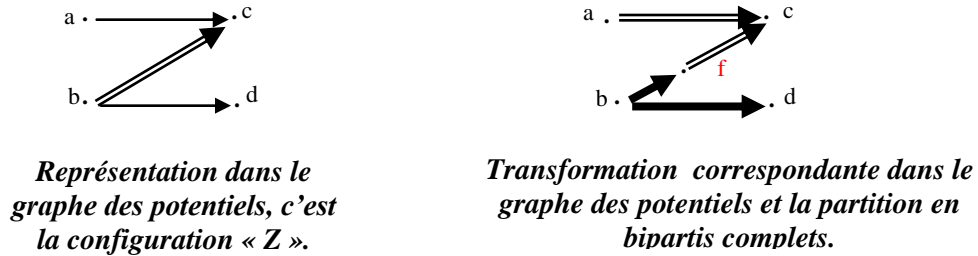 a
c
b
d
a
c
f
b
d
Représentation dans le
graphe des potentiels, c’est
la configuration « Z ».
Transformation correspondante dans le
graphe des potentiels et la partition en
bipartis complets.